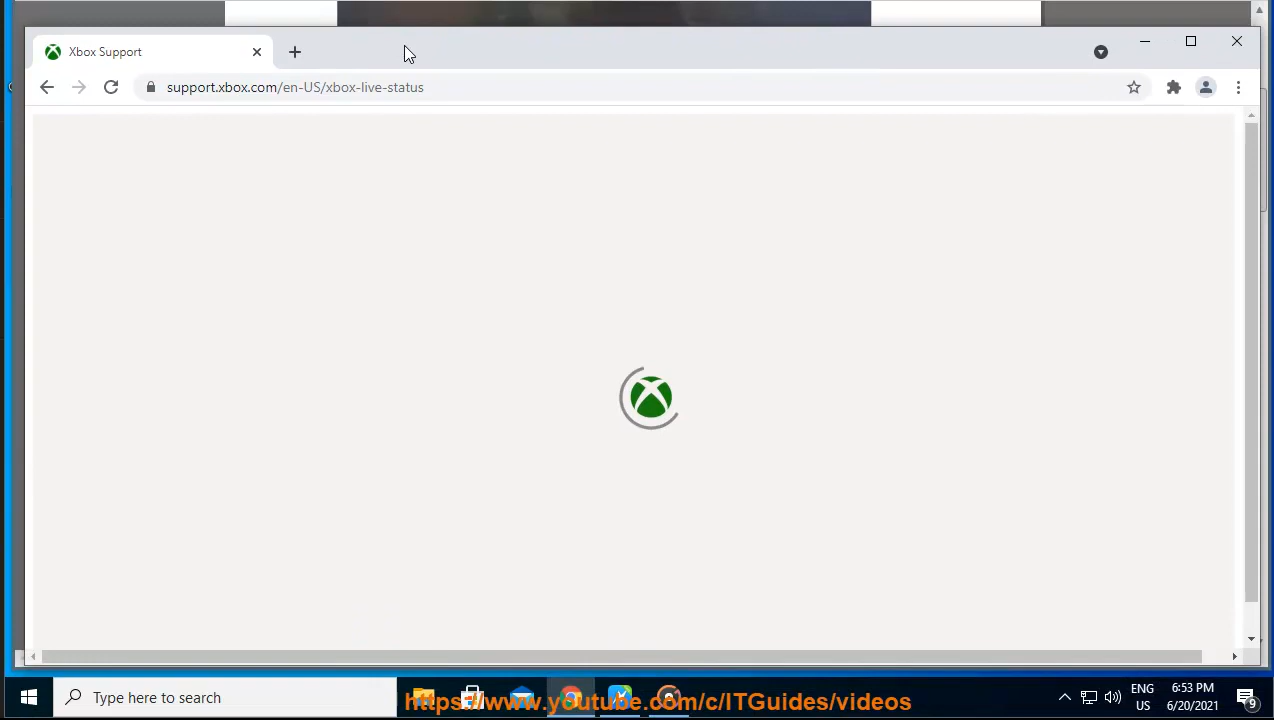 Xbox Support
support.xbox.com/en-US/xbox-live-status
Type here to search
https://www.youtube.com/c/ITGuides/videos
ENG
US
6:53 PM
6/20/2021
9